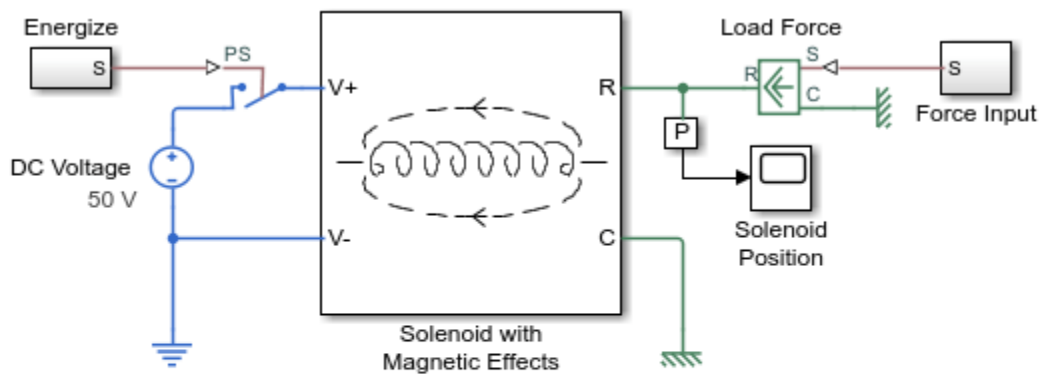 Energize
S
PS
DC Voltage
50 V
V+
V-
R
C
Solenoid with
Magnetic Effects
Load Force
R
S
C
S
Force Input
P
Solenoid
Position